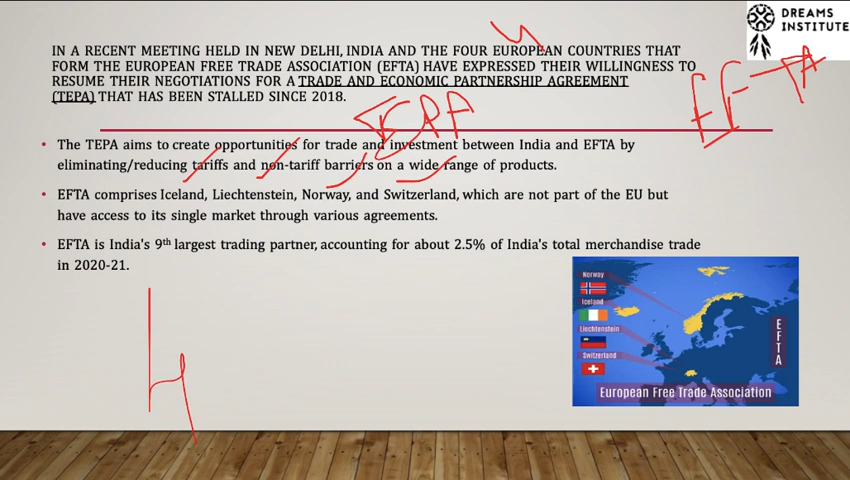 DREAMS
INSTITUTE
IN A RECENT MEETING HELD IN NEW DELHI, INDIA AND THE FOUR EUROPEAN COUNTRIES THAT
FORM THE EUROPEAN FREE TRADE ASSOCIATION (EFTA) HAVE EXPRESSED THEIR WILLINGNESS TO
RESUME THEIR NEGOTIATIONS FOR A TRADE AND ECONOMIC PARTNERSHIP AGREEMENT
(TEPA) THAT HAS BEEN STALLED SINCE 2018.
4
EFTA
TEPA
• The TEPA aims to create opportunities for trade and investment between India and EFTA by
eliminating/reducing tariffs and non-tariff barriers on a wide range of products.
• EFTA comprises Iceland, Liechtenstein, Norway, and Switzerland, which are not part of the EU but
have access to its single market through various agreements.
• EFTA is India's 9th largest trading partner, accounting for about 2.5% of India's total merchandise trade
in 2020-21.
4
Norway
Iceland
Liechtenstein
Switzerland
EFTA
European Free Trade Association